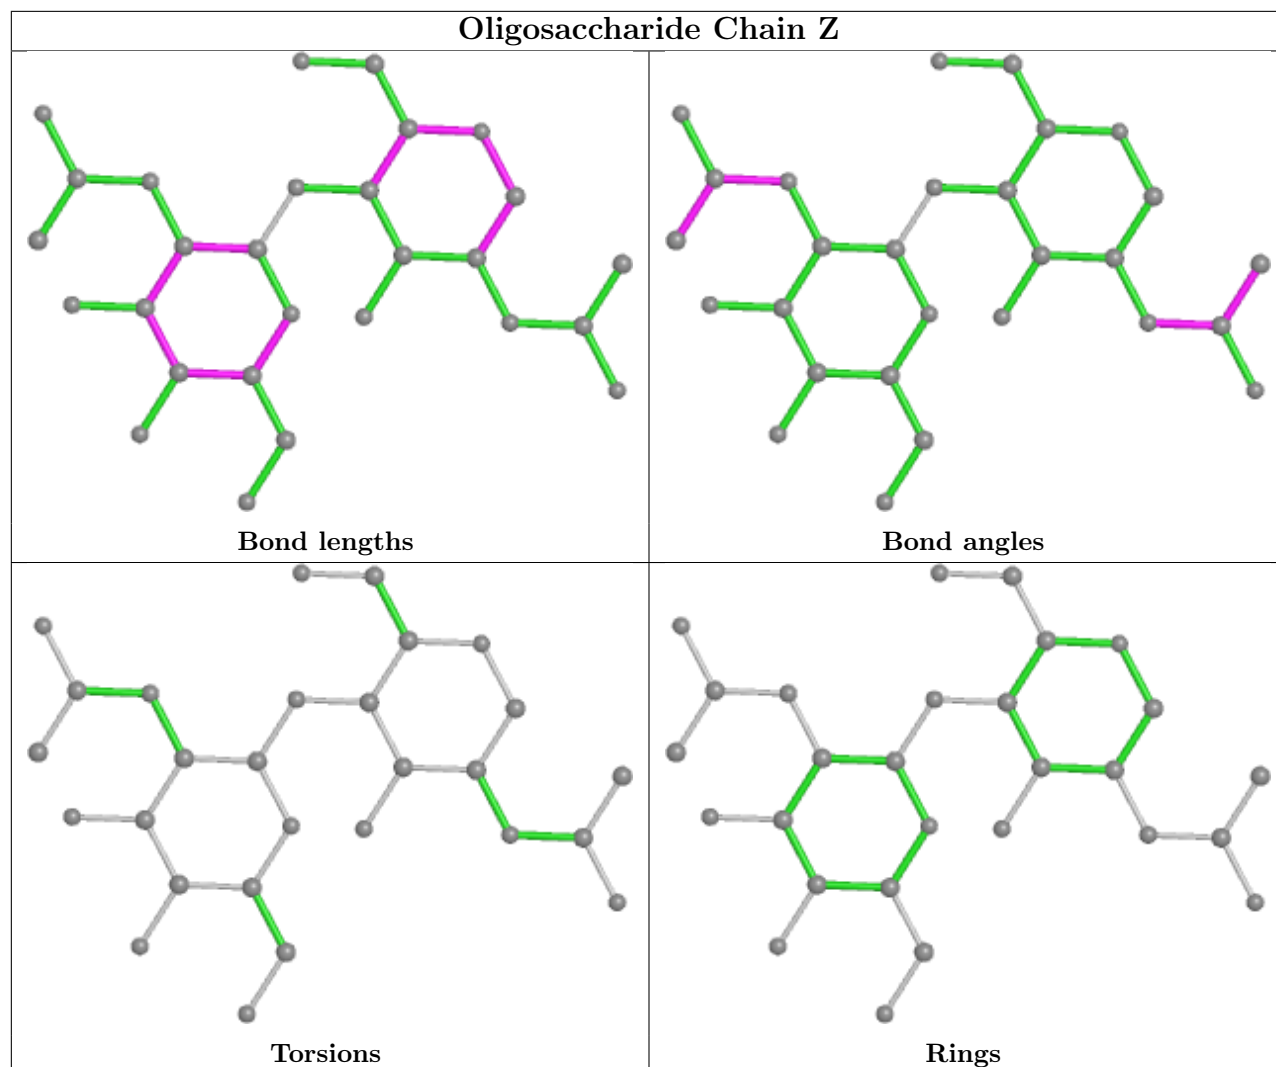 Oligosaccharide Chain Z
Bond lengths
Bond angles
Torsions
Rings